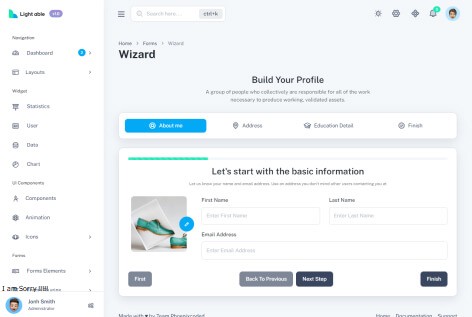 Light able v1.0
Search here... ctrl+k
Navigation
Dashboard 2
Layouts
Widget
Statistics
User
Data
Chart
UI Components
Components
Animation
Icons
Forms
Forms Elements
I am Sorry !!!!
Jonh Smith
Administrator
Home > Forms > Wizard
Wizard
Build Your Profile
A group of people who collectively are responsible for all of the work
necessary to produce working, validated assets.
About me Address Education Detail Finish
Let's start with the basic information
Let us know your name and email address. Use an address you don't mind other users contacting you at
First Name Last Name
Enter First Name Enter Last Name
Email Address
Enter Email Address
First Back To Previous Next Step Finish
Made with ♥ by Team Phoenixcoded
Home Documentation Support